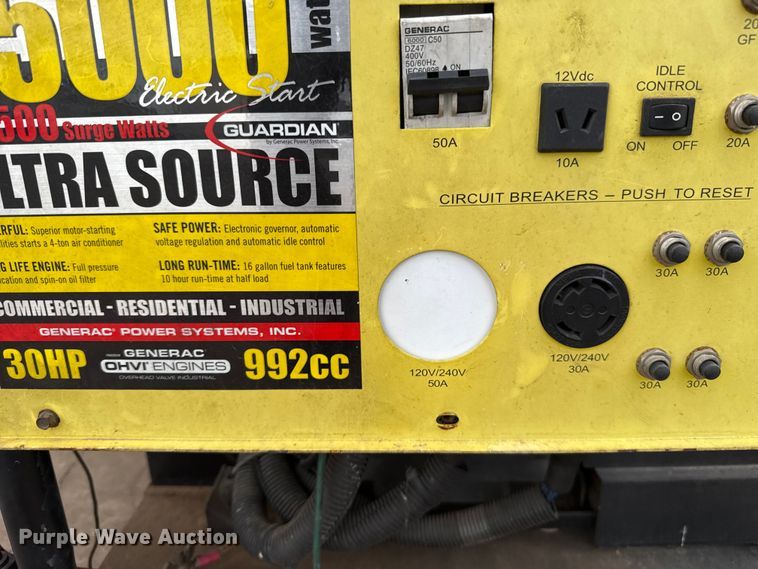 5000
watt
Electric Start
500 Surge Watts
GUARDIAN®
by Generac Power Systems, Inc.
LTRA SOURCE
ERFUL: Superior motor-starting
ilities starts a 4-ton air conditioner
SAFE POWER: Electronic governor, automatic
voltage regulation and automatic idle control
G LIFE ENGINE: Full pressure
ication and spin-on oil filter
LONG RUN-TIME: 16 gallon fuel tank features
10 hour run-time at half load
COMMERCIAL - RESIDENTIAL - INDUSTRIAL
GENERAC® POWER SYSTEMS, INC.
30HP
GENERAC
OHVI® ENGINES
OVERHEAD VALVE INDUSTRIAL
992cc
GENERAC
6000 C50
DZ47
400V
50/60Hz
ON
50A
12Vdc
10A
IDLE
CONTROL
ON OFF
20
GF
20A
CIRCUIT BREAKERS – PUSH TO RESET
30A 30A
120V/240V
50A
120V/240V
30A
30A 30A
Purple Wave Auction